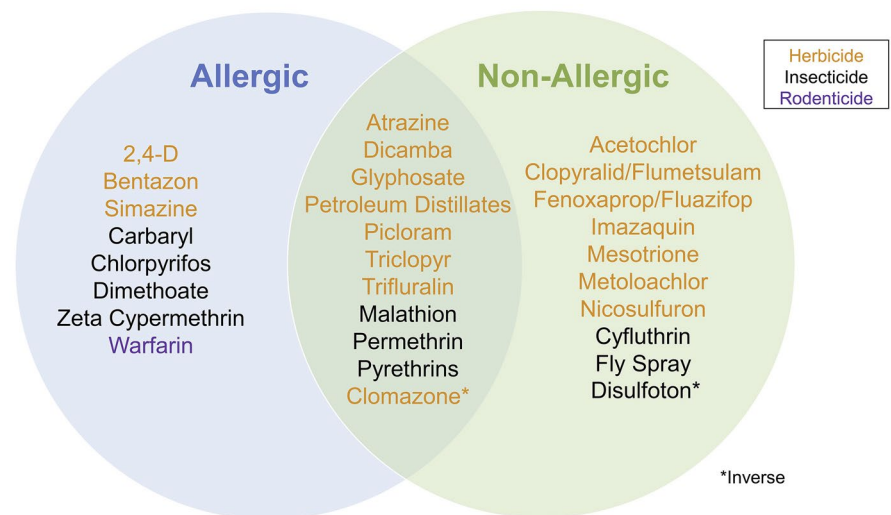 Allergic
2,4-D
Bentazon
Simazine
Carbaryl
Chlorpyrifos
Dimethoate
Zeta Cypermethrin
Warfarin
Atrazine
Dicamba
Glyphosate
Petroleum Distillates
Picloram
Triclopyr
Trifluralin
Malathion
Permethrin
Pyrethrins
Clomazone*
Non-Allergic
Acetochlor
Clopyralid/Flumetsulam
Fenoxaprop/Fluazifop
Imazaquin
Mesotrione
Metoloachlor
Nicosulfuron
Cyfluthrin
Fly Spray
Disulfoton*
Herbicide
Insecticide
Rodenticide
*Inverse